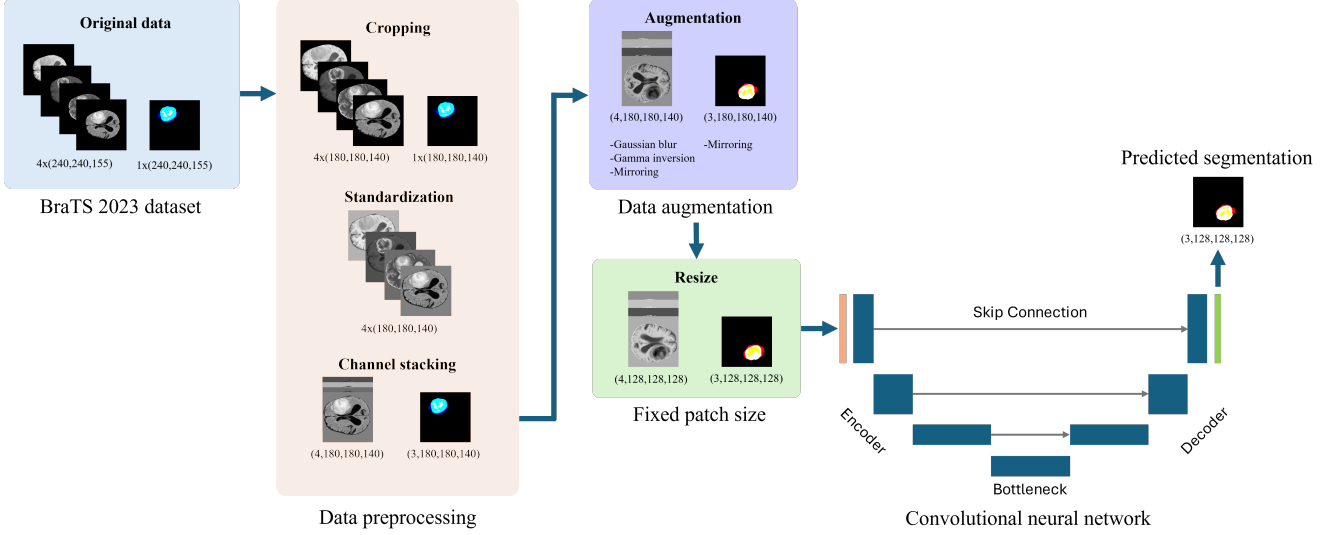 Original data
4x(240,240,155)
1x(240,240,155)
BraTS 2023 dataset
Cropping
4x(180,180,140)
1x(180,180,140)
Standardization
4x(180,180,140)
Channel stacking
(4,180,180,140)
(3,180,180,140)
Data preprocessing
Augmentation
(4,180,180,140)
(3,180,180,140)
-Gaussian blur
-Gamma inversion
-Mirroring
-Mirroring
Data augmentation
Resize
(4,128,128,128)
(3,128,128,128)
Fixed patch size
Predicted segmentation
(3,128,128,128)
Skip Connection
Encoder
Decoder
Bottleneck
Convolutional neural network